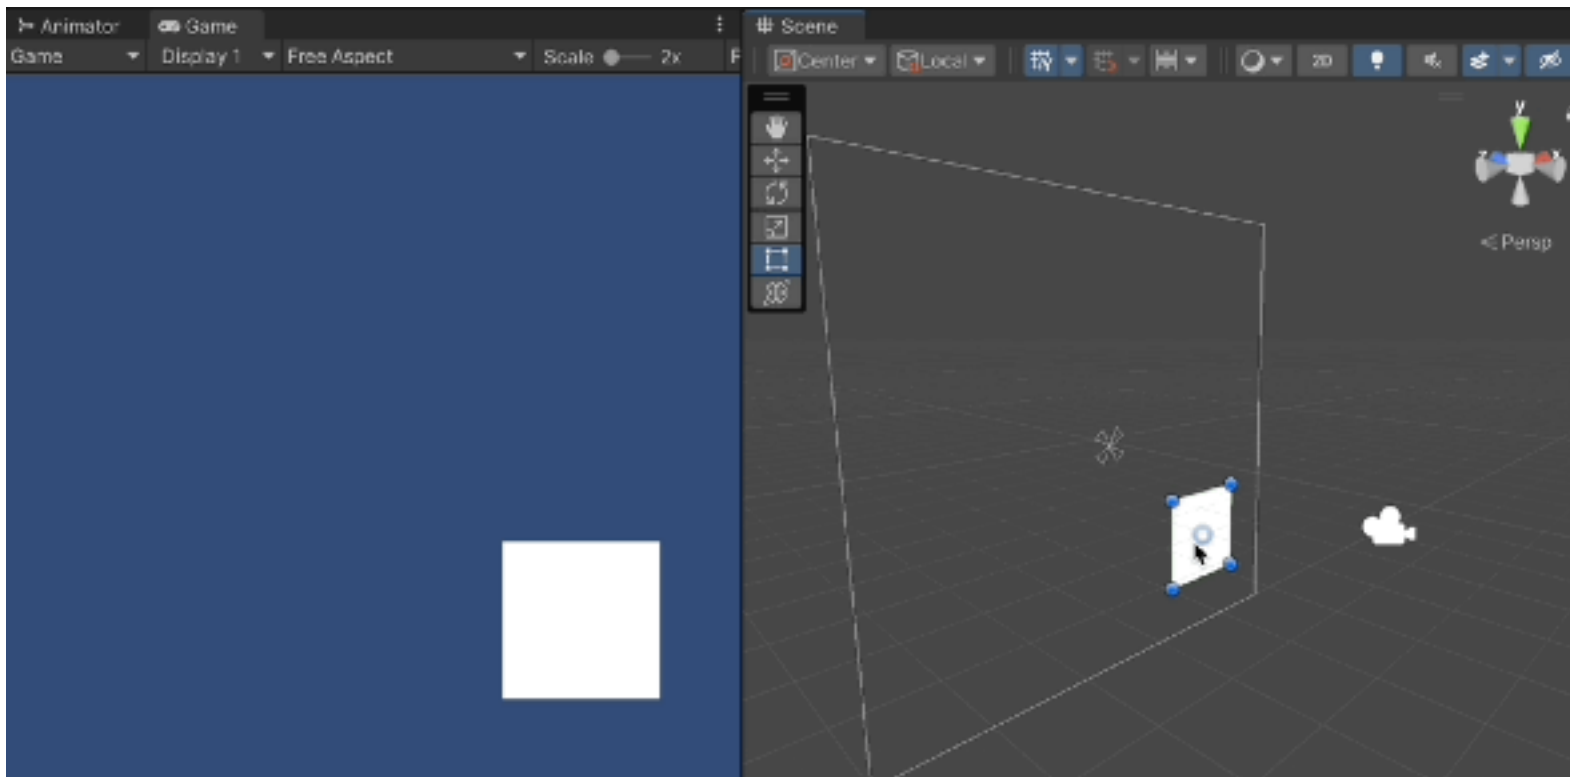 Animator Game
Game Display 1 Free Aspect Scale 2x
Scene
Center Local 2D
y
z x
< Persp